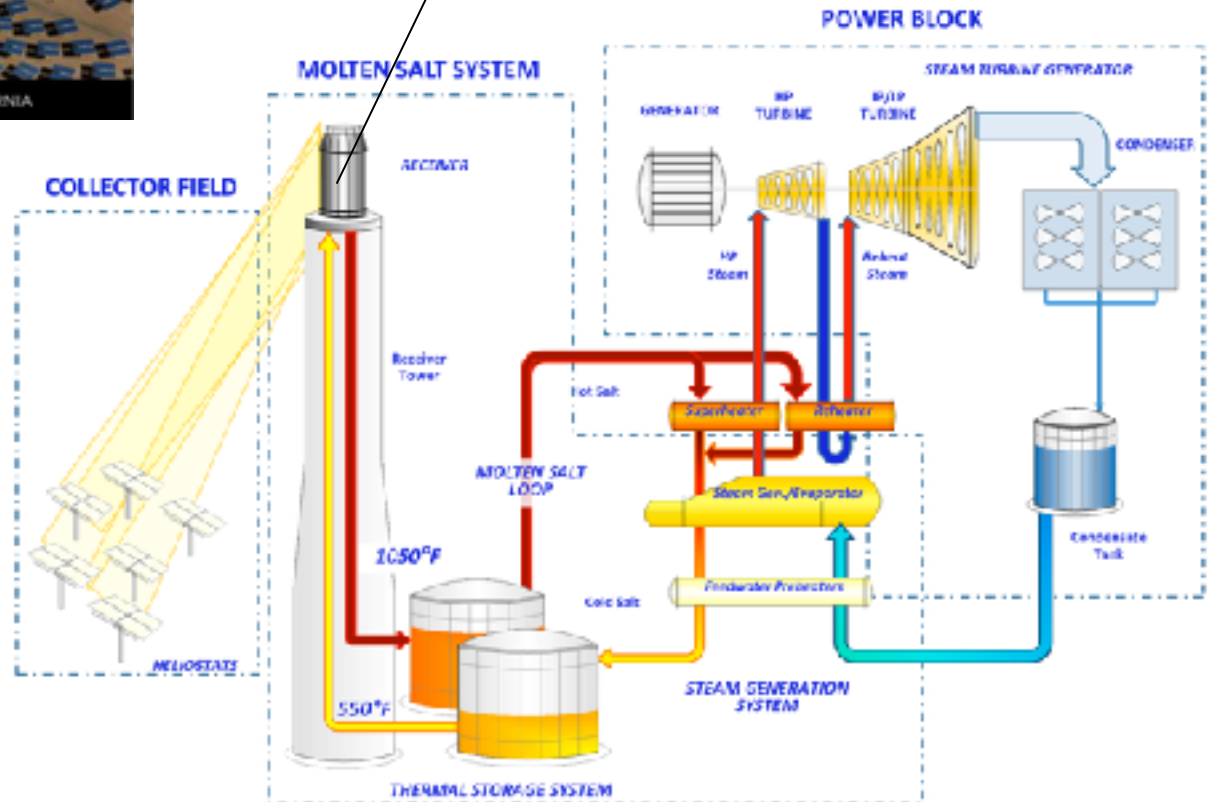 RNIA
POWER BLOCK
MOLTEN SALT SYSTEM
STEAM TURBINE GENERATOR
GENERATOR
HP
TURBINE
IP/LP
TURBINE
CONDENSER
RECEIVER
COLLECTOR FIELD
HP
Steam
Reheat
Steam
Receiver
Tower
Hot Salt
Superheater
Reheater
MOLTEN SALT
LOOP
Steam Gen./Evaporator
1050°F
Condensate
Tank
Feedwater Preheaters
Cold Salt
HELIOSTATS
STEAM GENERATION
SYSTEM
550°F
THERMAL STORAGE SYSTEM